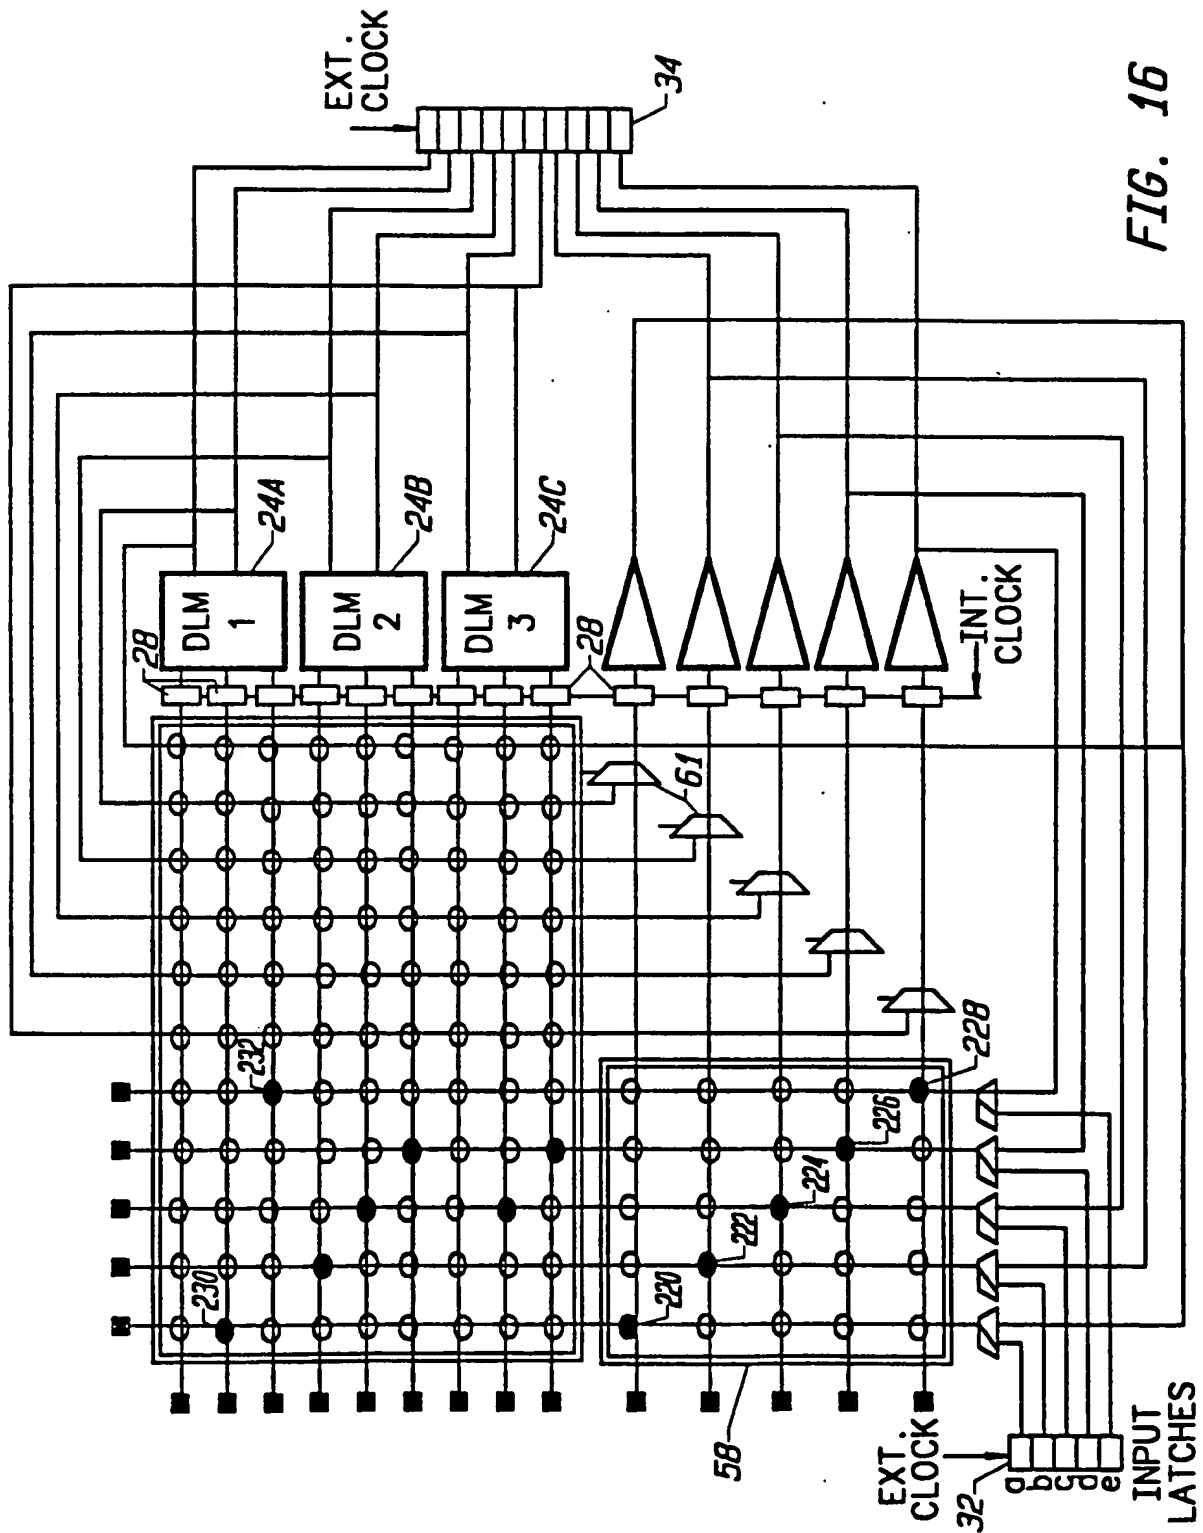 EXT.
CLOCK
34
FIG. 16
28
DLM
1
24A
DLM
2
24B
DLM
3
24C
28
INT.
CLOCK
61
232
230
220
222
224
226
228
58
EXT.
CLOCK
32
a
b
c
d
e
INPUT
LATCHES